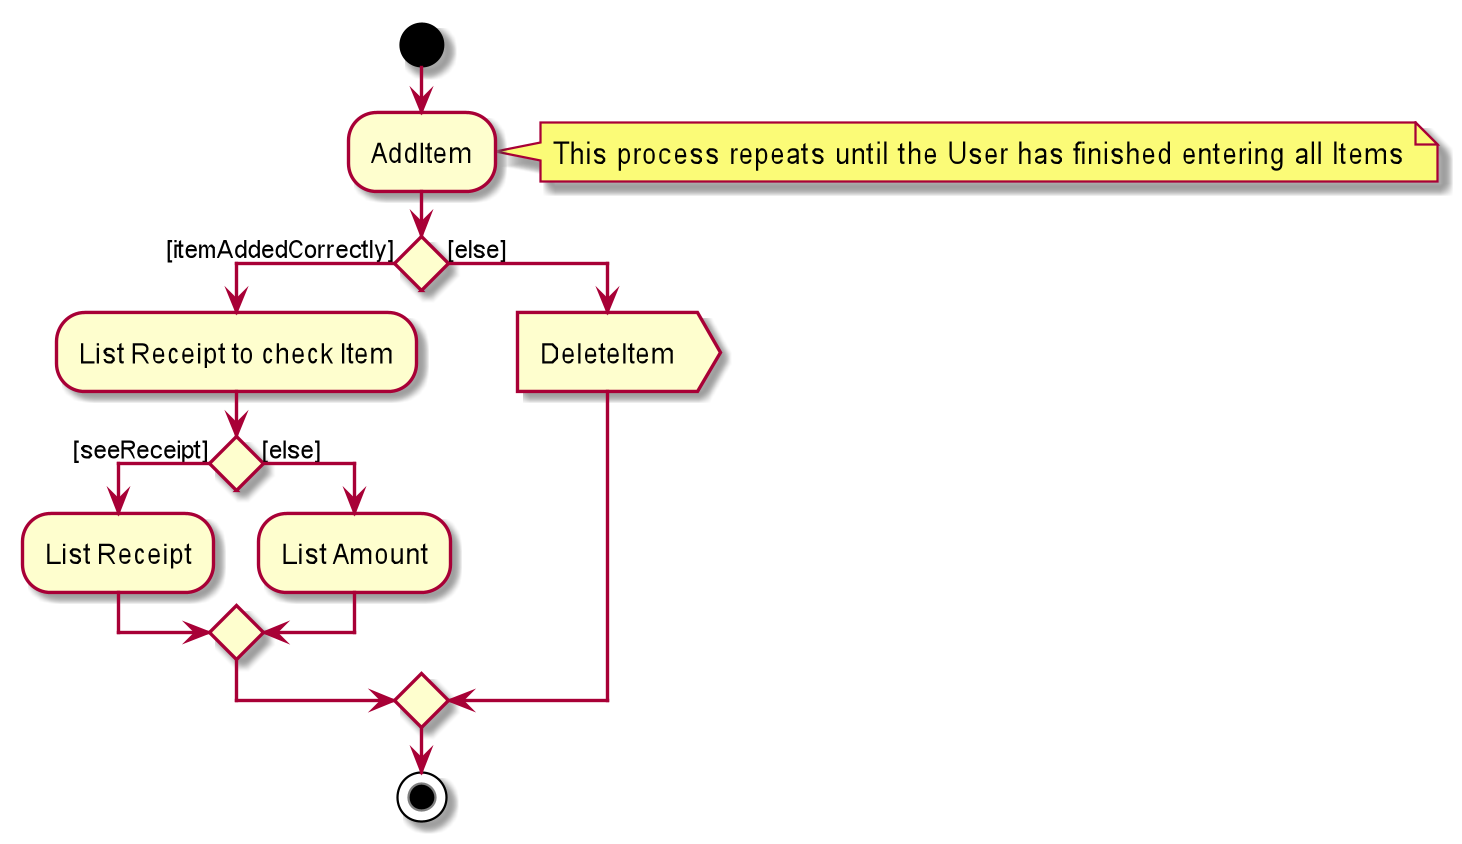 AddItem
This process repeats until the User has finished entering all Items
[itemAddedCorrectly]
[else]
List Receipt to check Item
DeleteItem
[seeReceipt]
[else]
List Receipt
List Amount